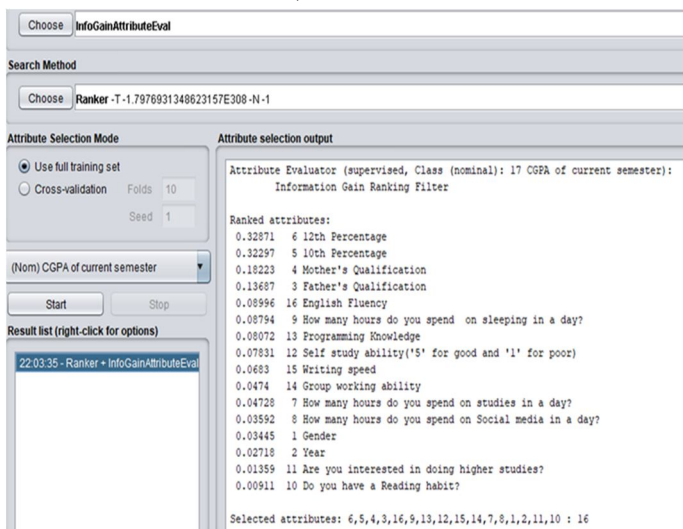 Choose InfoGainAttributeEval
Search Method
Choose Ranker -T -1.7976931348623157E308 -N -1
Attribute Selection Mode
Use full training set
Cross-validation Folds 10
Seed 1
(Nom) CGPA of current semester
Start Stop
Result list (right-click for options)
22:03:35 - Ranker + InfoGainAttributeEval
Attribute selection output
Attribute Evaluator (supervised, Class (nominal): 17 CGPA of current semester):
Information Gain Ranking Filter
Ranked attributes:
0.32871 6 12th Percentage
0.32297 5 10th Percentage
0.18223 4 Mother's Qualification
0.13687 3 Father's Qualification
0.08996 16 English Fluency
0.08794 9 How many hours do you spend on sleeping in a day?
0.08072 13 Programming Knowledge
0.07831 12 Self study ability('5' for good and '1' for poor)
0.0683 15 Writing speed
0.0474 14 Group working ability
0.04728 7 How many hours do you spend on studies in a day?
0.03592 8 How many hours do you spend on Social media in a day?
0.03445 1 Gender
0.02718 2 Year
0.01359 11 Are you interested in doing higher studies?
0.00911 10 Do you have a Reading habit?
Selected attributes: 6,5,4,3,16,9,13,12,15,14,7,8,1,2,11,10 : 16